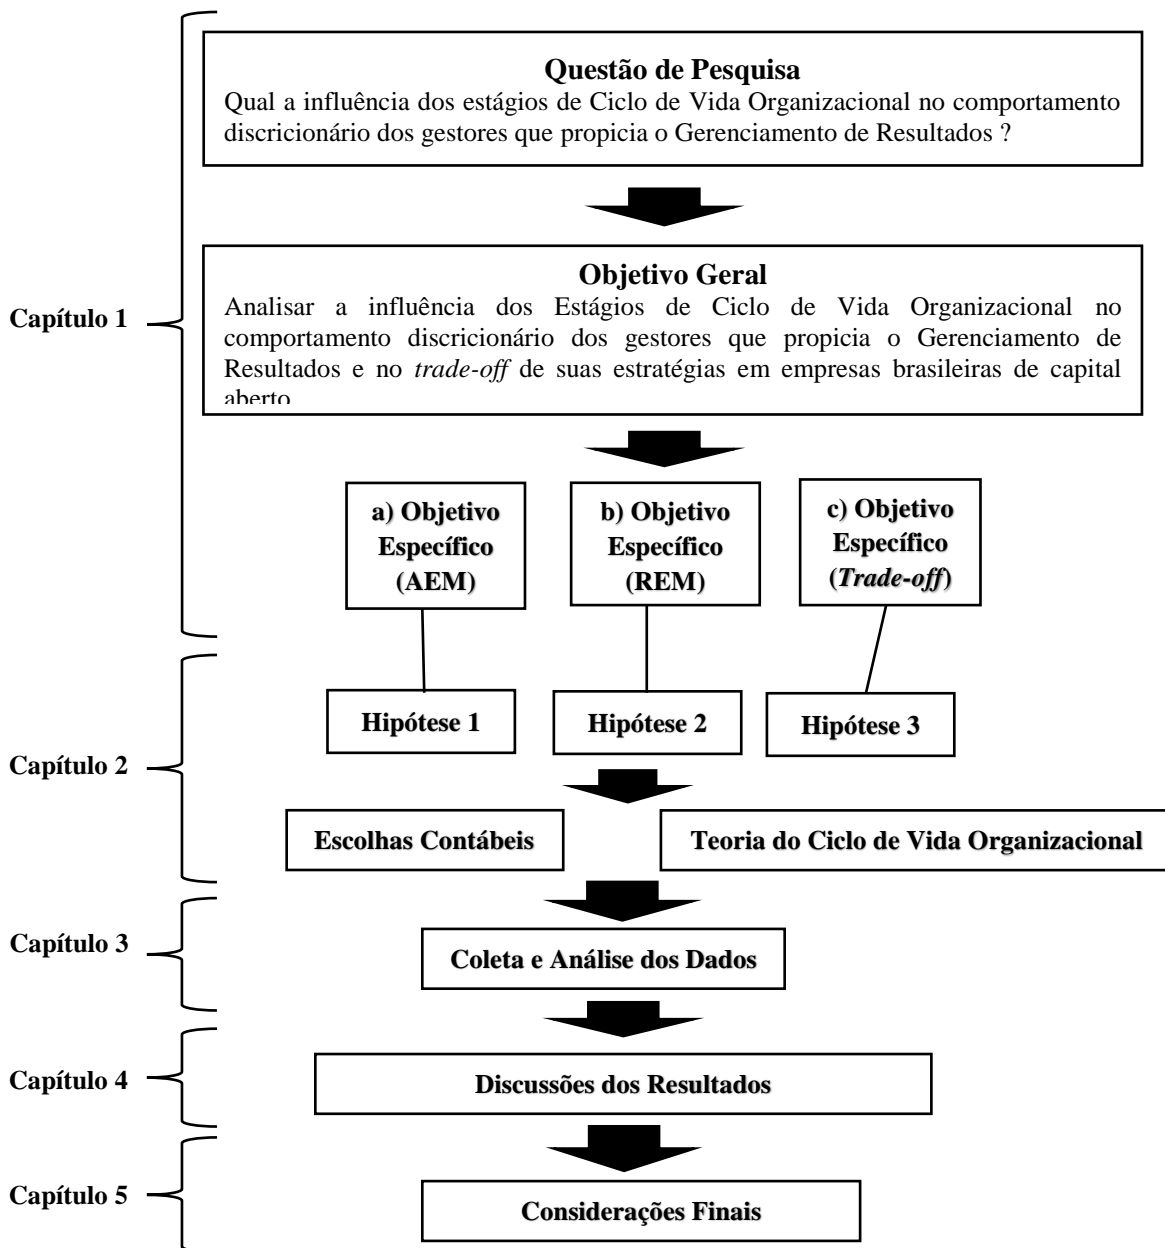 Questão de Pesquisa
Qual a influência dos estágios de Ciclo de Vida Organizacional no comportamento
discricionário dos gestores que propicia o Gerenciamento de Resultados ?
Objetivo Geral
Analisar a influência dos Estágios de Ciclo de Vida Organizacional no
comportamento discricionário dos gestores que propicia o Gerenciamento de
Resultados e no trade-off de suas estratégias em empresas brasileiras de capital
aberto
Capítulo 1
a) Objetivo
Específico
(AEM)
b) Objetivo
Específico
(REM)
c) Objetivo
Específico
(Trade-off)
Hipótese 1
Hipótese 2
Hipótese 3
Capítulo 2
Escolhas Contábeis
Teoria do Ciclo de Vida Organizacional
Capítulo 3
Coleta e Análise dos Dados
Capítulo 4
Discussões dos Resultados
Capítulo 5
Considerações Finais